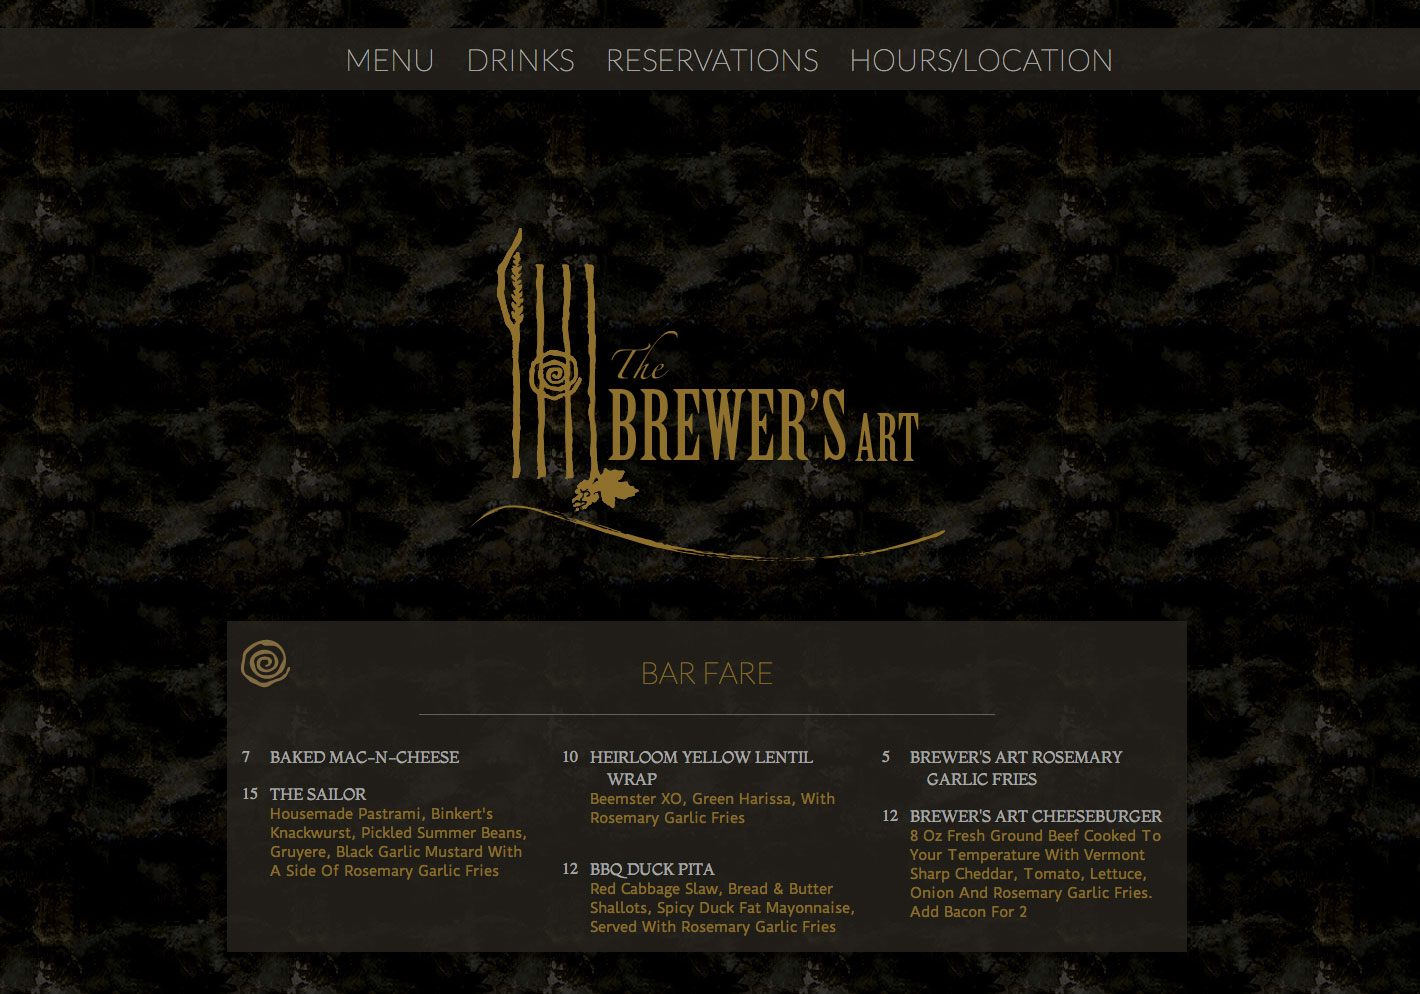 MENU DRINKS RESERVATIONS HOURS/LOCATION
The
BREWER'S ART
BAR FARE
7 BAKED MAC-N-CHEESE
15 THE SAILOR
Housemade Pastrami, Binkert's
Knackwurst, Pickled Summer Beans,
Gruyere, Black Garlic Mustard With
A Side Of Rosemary Garlic Fries
10 HEIRLOOM YELLOW LENTIL
WRAP
Beemster XO, Green Harissa, With
Rosemary Garlic Fries
12 BBQ DUCK PITA
Red Cabbage Slaw, Bread & Butter
Shallots, Spicy Duck Fat Mayonnaise,
Served With Rosemary Garlic Fries
5 BREWER'S ART ROSEMARY
GARLIC FRIES
12 BREWER'S ART CHEESEBURGER
8 Oz Fresh Ground Beef Cooked To
Your Temperature With Vermont
Sharp Cheddar, Tomato, Lettuce,
Onion And Rosemary Garlic Fries.
Add Bacon For 2